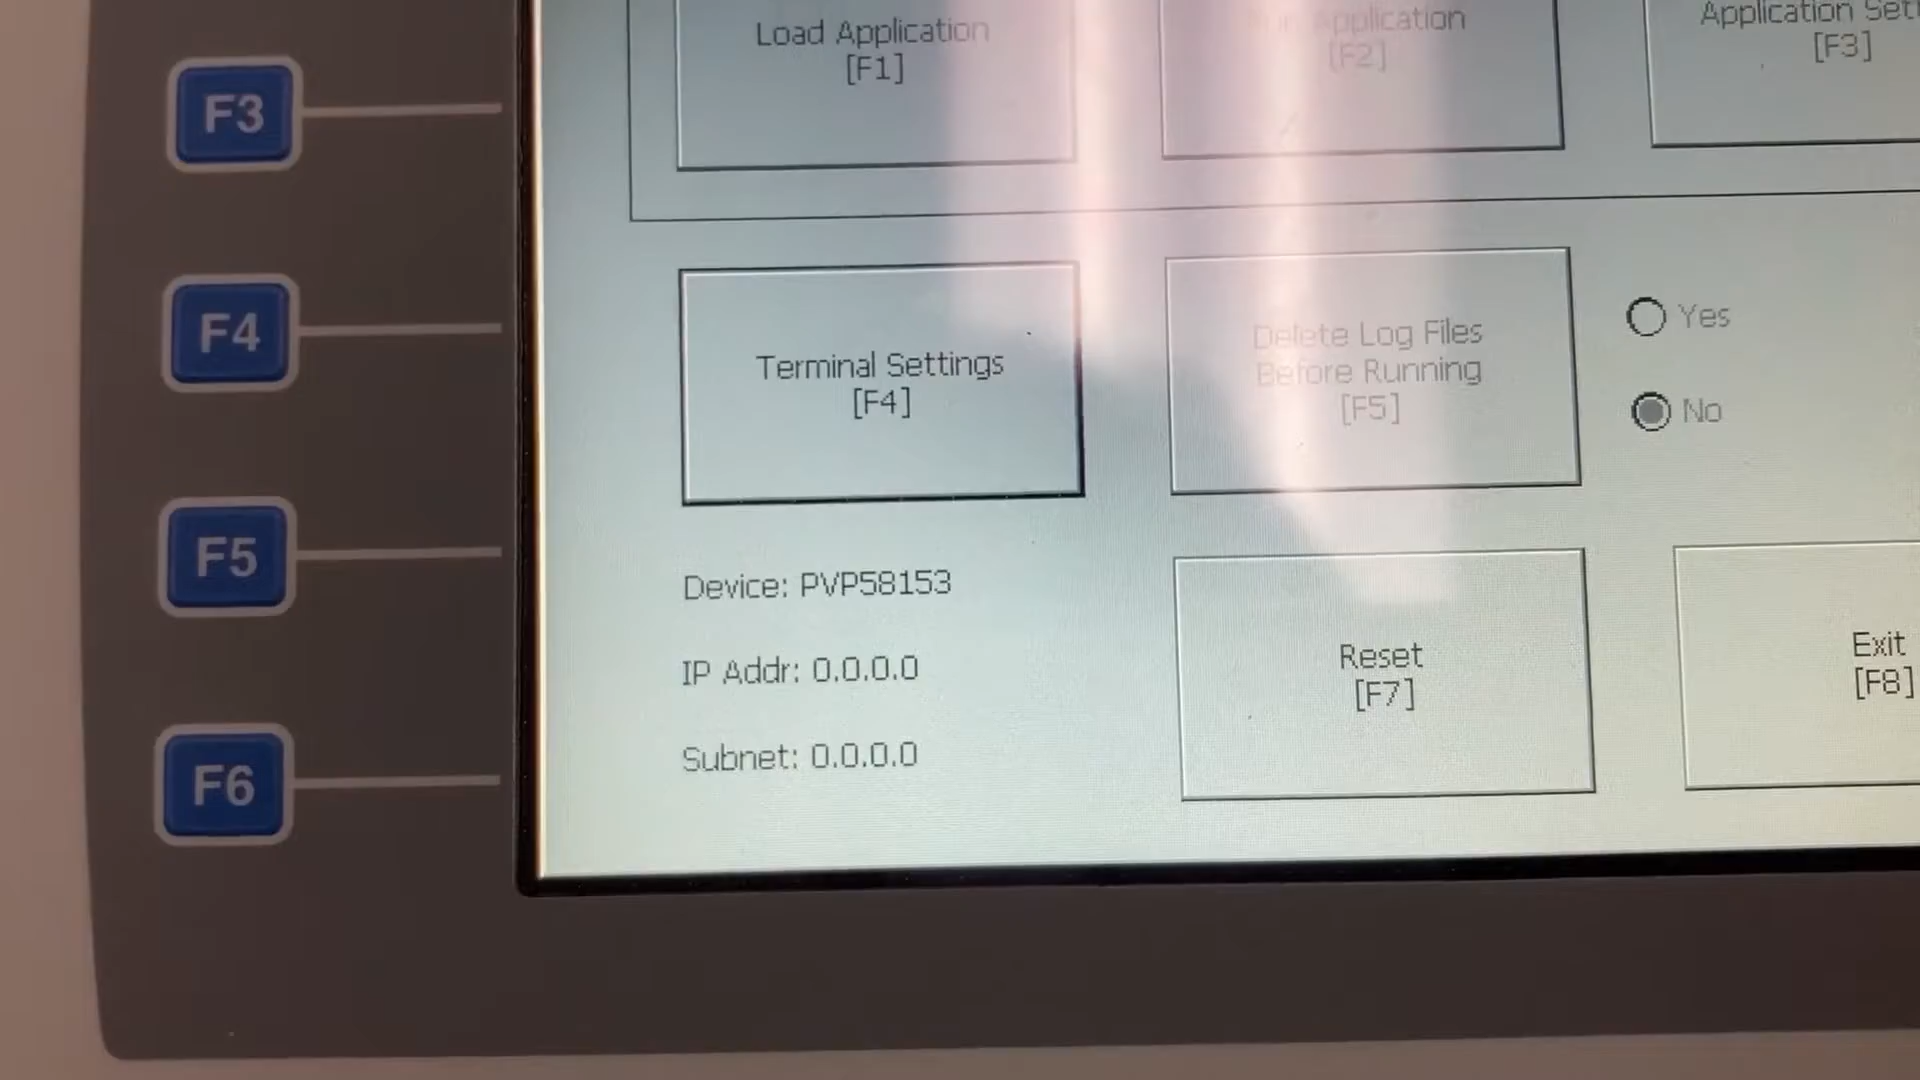 Load Application
[F1]
Run Application
[F2]
Application
[F3]
F3
F4
Terminal Settings
[F4]
Delete Log Files
Before Running
[F5]
Yes
No
F5
Device: PVP58153
IP Addr: 0.0.0.0
Subnet: 0.0.0.0
Reset
[F7]
Exit
[F8]
F6